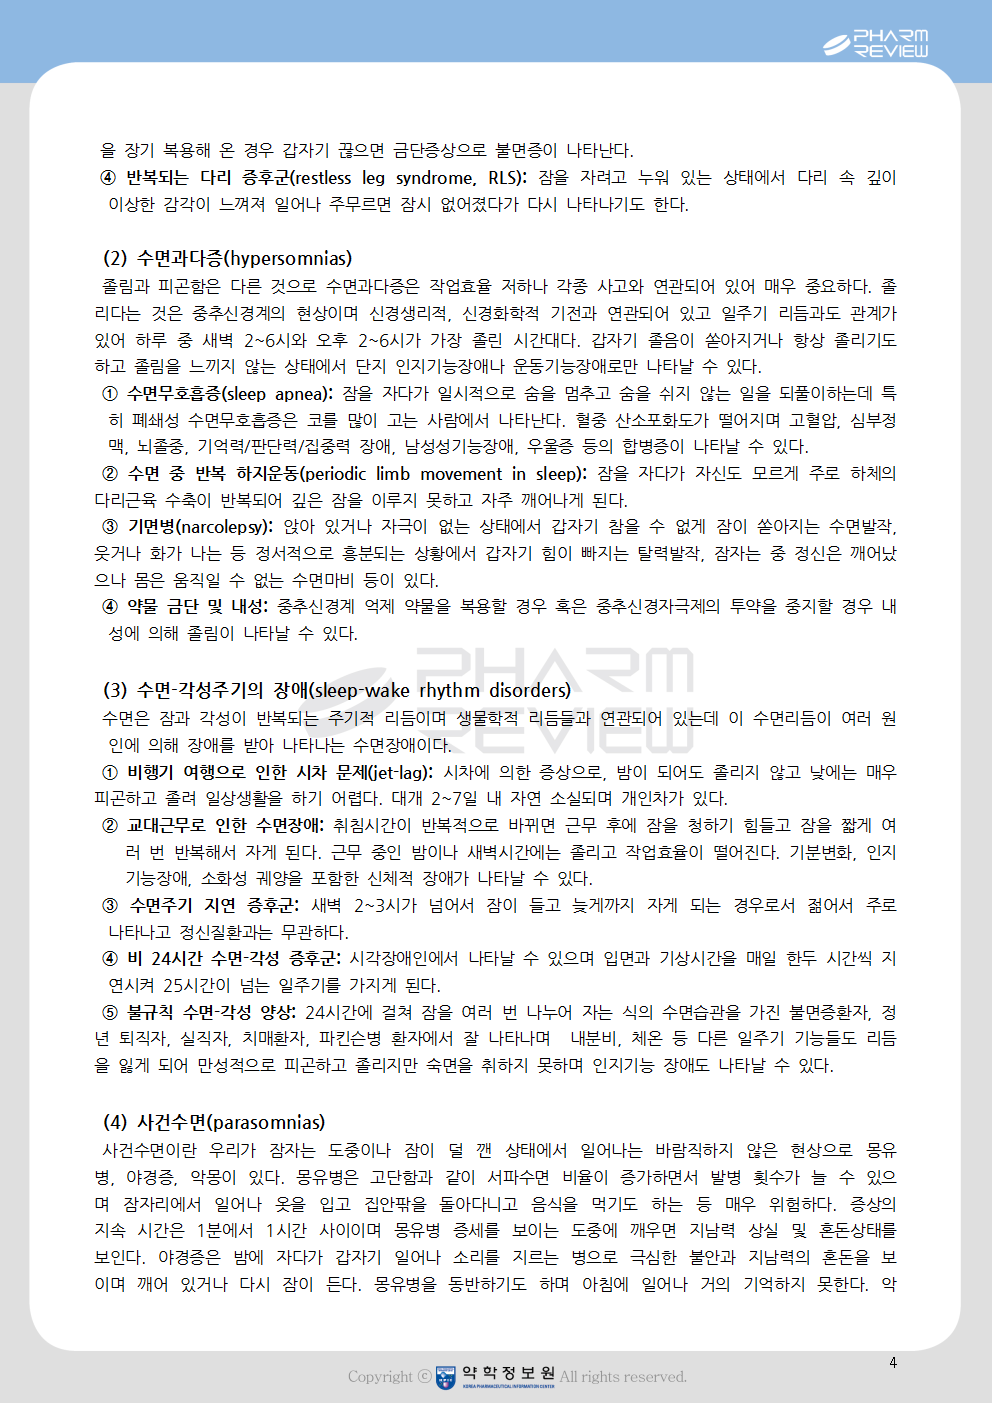 PHARM
REVIEW
을 장기 복용해 온 경우 갑자기 끊으면 금단증상으로 불면증이 나타난다.
④ 반복되는 다리 증후군(restless leg syndrome, RLS): 잠을 자려고 누워 있는 상태에서 다리 속 깊이
이상한 감각이 느껴져 일어나 주무르면 잠시 없어졌다가 다시 나타나기도 한다.
(2) 수면과다증(hypersomnias)
졸림과 피곤함은 다른 것으로 수면과다증은 작업효율 저하나 각종 사고와 연관되어 있어 매우 중요하다. 졸
리다는 것은 중추신경계의 현상이며 신경생리적, 신경화학적 기전과 연관되어 있고 일주기 리듬과도 관계가
있어 하루 중 새벽 2~6시와 오후 2~6시가 가장 졸린 시간대다. 갑자기 졸음이 쏟아지거나 항상 졸리기도
하고 졸림을 느끼지 않는 상태에서 단지 인지기능장애나 운동기능장애로만 나타날 수 있다.
① 수면무호흡증(sleep apnea): 잠을 자다가 일시적으로 숨을 멈추고 숨을 쉬지 않는 일을 되풀이하는데 특
히 폐쇄성 수면무호흡증은 코를 많이 고는 사람에서 나타난다. 혈중 산소포화도가 떨어지며 고혈압, 심부정
맥, 뇌졸중, 기억력/판단력/집중력 장애, 남성성기능장애, 우울증 등의 합병증이 나타날 수 있다.
② 수면 중 반복 하지운동(periodic limb movement in sleep): 잠을 자다가 자신도 모르게 주로 하체의
다리근육 수축이 반복되어 깊은 잠을 이루지 못하고 자주 깨어나게 된다.
③ 기면병(narcolepsy): 앉아 있거나 자극이 없는 상태에서 갑자기 참을 수 없게 잠이 쏟아지는 수면발작,
웃거나 화가 나는 등 정서적으로 흥분되는 상황에서 갑자기 힘이 빠지는 탈력발작, 잠자는 중 정신은 깨어났
으나 몸은 움직일 수 없는 수면마비 등이 있다.
④ 약물 금단 및 내성: 중추신경계 억제 약물을 복용할 경우 혹은 중추신경자극제의 투약을 중지할 경우 내
성에 의해 졸림이 나타날 수 있다.
PHARM
REVIEW
(3) 수면-각성주기의 장애(sleep-wake rhythm disorders)
수면은 잠과 각성이 반복되는 주기적 리듬이며 생물학적 리듬들과 연관되어 있는데 이 수면리듬이 여러 원
인에 의해 장애를 받아 나타나는 수면장애이다.
① 비행기 여행으로 인한 시차 문제(jet-lag): 시차에 의한 증상으로, 밤이 되어도 졸리지 않고 낮에는 매우
피곤하고 졸려 일상생활을 하기 어렵다. 대개 2~7일 내 자연 소실되며 개인차가 있다.
② 교대근무로 인한 수면장애: 취침시간이 반복적으로 바뀌면 근무 후에 잠을 청하기 힘들고 잠을 짧게 여
러 번 반복해서 자게 된다. 근무 중인 밤이나 새벽시간에는 졸리고 작업효율이 떨어진다. 기분변화, 인지
기능장애, 소화성 궤양을 포함한 신체적 장애가 나타날 수 있다.
③ 수면주기 지연 증후군: 새벽 2~3시가 넘어서 잠이 들고 늦게까지 자게 되는 경우로서 젊어서 주로
나타나고 정신질환과는 무관하다.
④ 비 24시간 수면-각성 증후군: 시각장애인에서 나타날 수 있으며 입면과 기상시간을 매일 한두 시간씩 지
연시켜 25시간이 넘는 일주기를 가지게 된다.
⑤ 불규칙 수면-각성 양상: 24시간에 걸쳐 잠을 여러 번 나누어 자는 식의 수면습관을 가진 불면증환자, 정
년 퇴직자, 실직자, 치매환자, 파킨슨병 환자에서 잘 나타나며 내분비, 체온 등 다른 일주기 기능들도 리듬
을 잃게 되어 만성적으로 피곤하고 졸리지만 숙면을 취하지 못하며 인지기능 장애도 나타날 수 있다.
(4) 사건수면(parasomnias)
사건수면이란 우리가 잠자는 도중이나 잠이 덜 깬 상태에서 일어나는 바람직하지 않은 현상으로 몽유
병, 야경증, 악몽이 있다. 몽유병은 고단함과 같이 서파수면 비율이 증가하면서 발병 횟수가 늘 수 있으
며 잠자리에서 일어나 옷을 입고 집안팎을 돌아다니고 음식을 먹기도 하는 등 매우 위험하다. 증상의
지속 시간은 1분에서 1시간 사이이며 몽유병 증세를 보이는 도중에 깨우면 지남력 상실 및 혼돈상태를
보인다. 야경증은 밤에 자다가 갑자기 일어나 소리를 지르는 병으로 극심한 불안과 지남력의 혼돈을 보
이며 깨어 있거나 다시 잠이 든다. 몽유병을 동반하기도 하며 아침에 일어나 거의 기억하지 못한다. 악
4
Copyright ⓒ 약학정보원 All rights reserved.
KOREA PHARMACEUTICAL INFORMATION CENTER